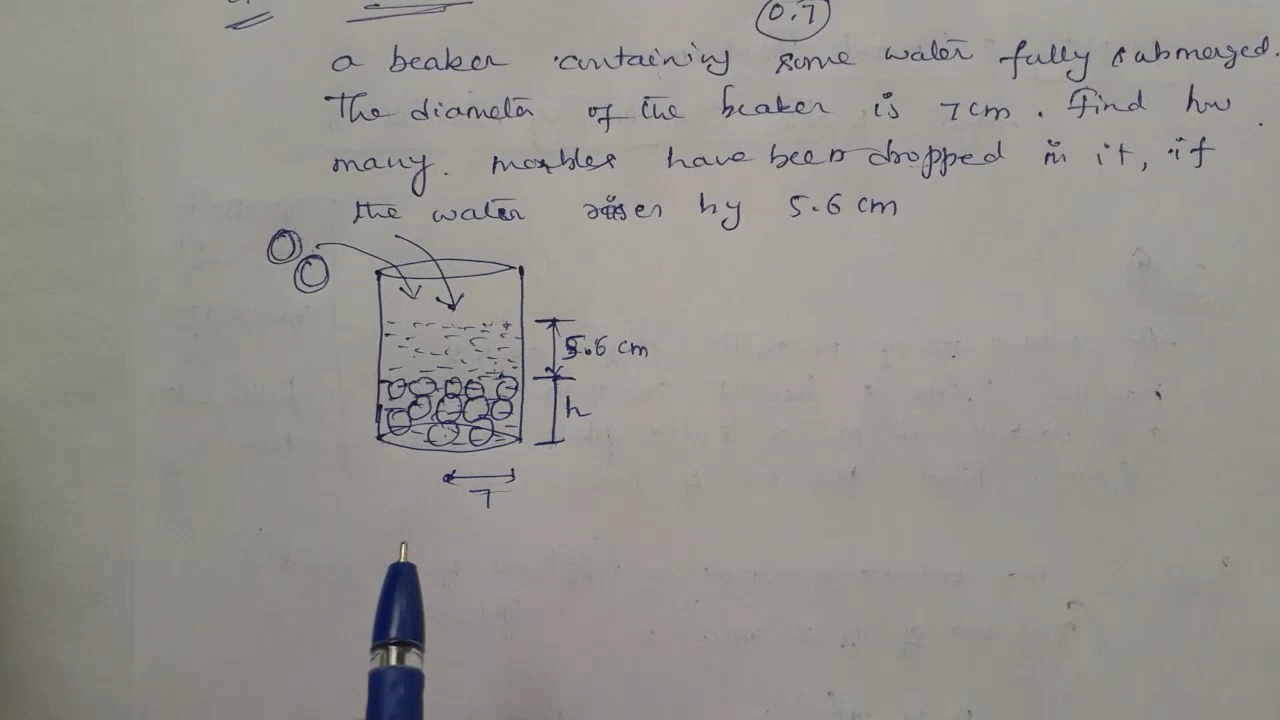 0.7
a beaker containing some water fully submerged.
The diameter of the beaker is 7cm. Find how
many. marbles have been dropped in it, if
the water rises by 5.6 cm
5.6 cm
h
7